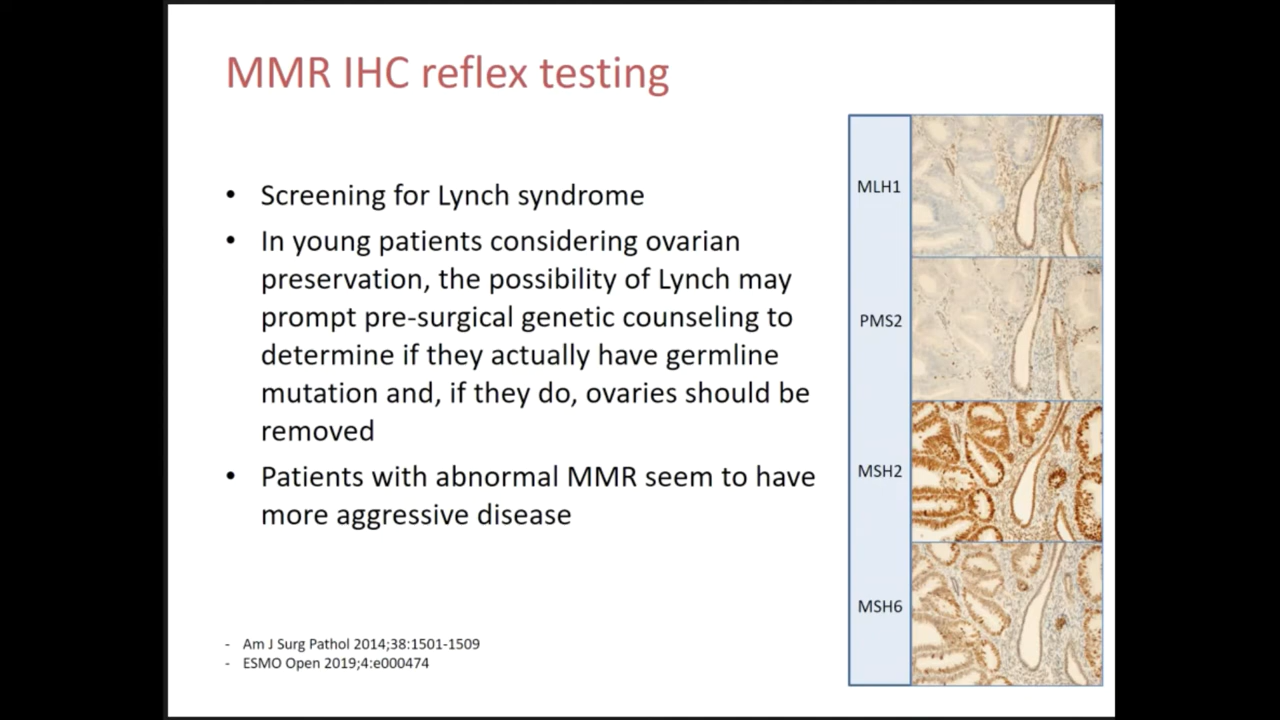 MMR IHC reflex testing
• Screening for Lynch syndrome
• In young patients considering ovarian
preservation, the possibility of Lynch may
prompt pre-surgical genetic counseling to
determine if they actually have germline
mutation and, if they do, ovaries should be
removed
• Patients with abnormal MMR seem to have
more aggressive disease
- Am J Surg Pathol 2014;38:1501-1509
- ESMO Open 2019;4:e000474
MLH1
PMS2
MSH2
MSH6